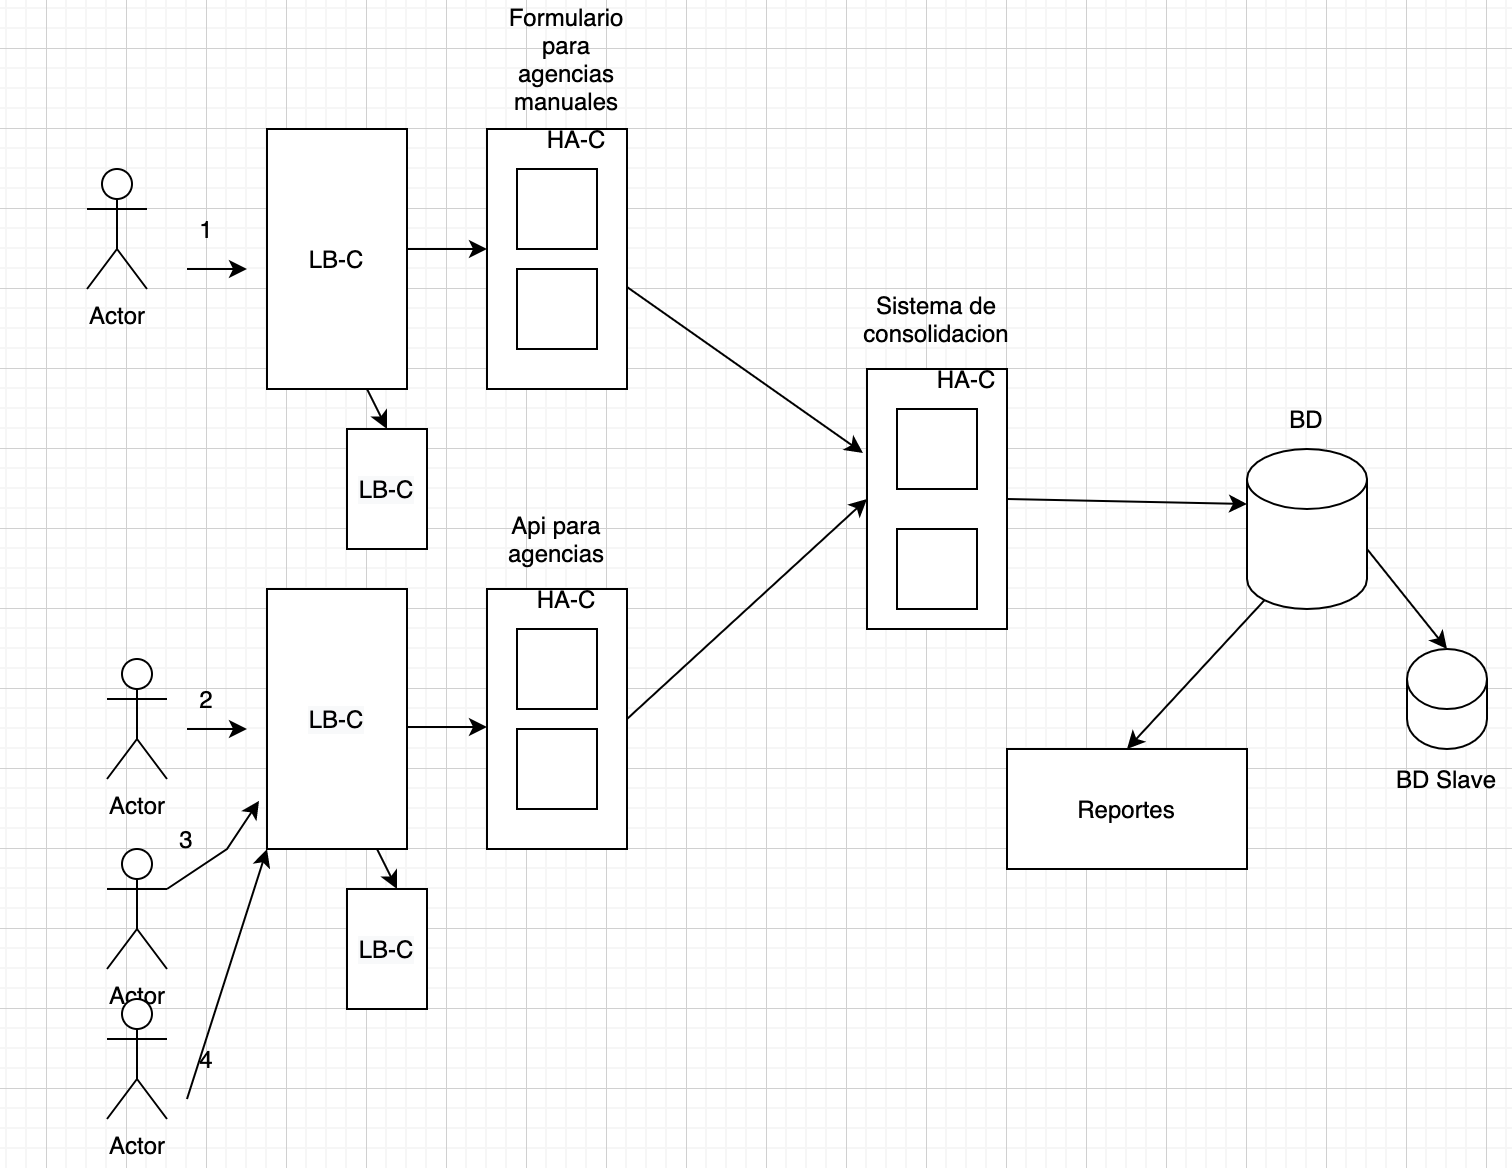 Formulario
para
agencias
manuales
HA-C
1
LB-C
Actor
LB-C
Sistema de
consolidacion
HA-C
BD
Api para
agencias
HA-C
2
LB-C
Actor
3
Actor
LB-C
4
Actor
Reportes
BD Slave